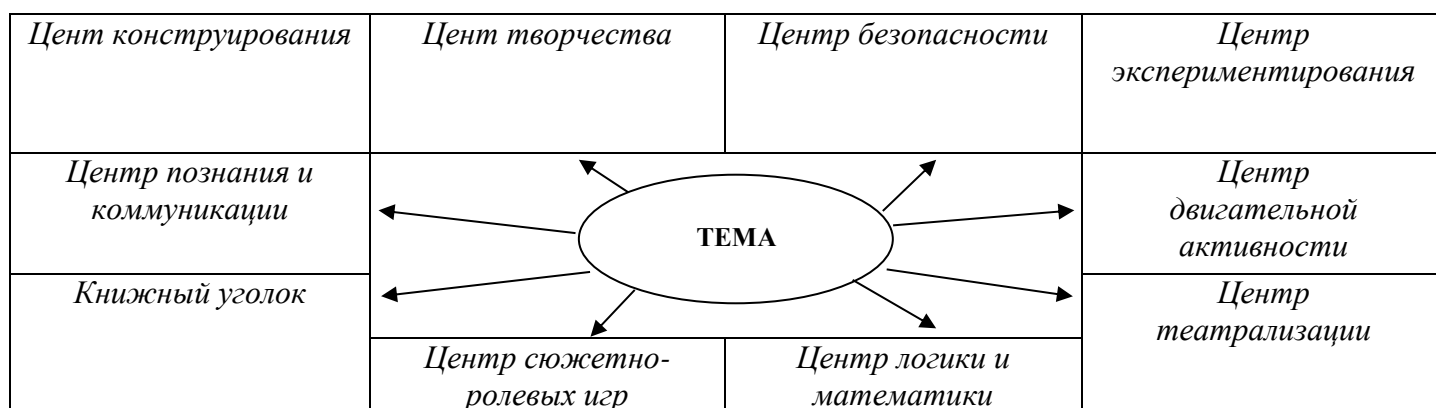 Цент конструирования
Цент творчества
Центр безопасности
Центр
экспериментирования
Центр познания и
коммуникации
ТЕМА
Центр
двигательной
активности
Книжный уголок
Центр
театрализации
Центр сюжетно-
ролевых игр
Центр логики и
математики